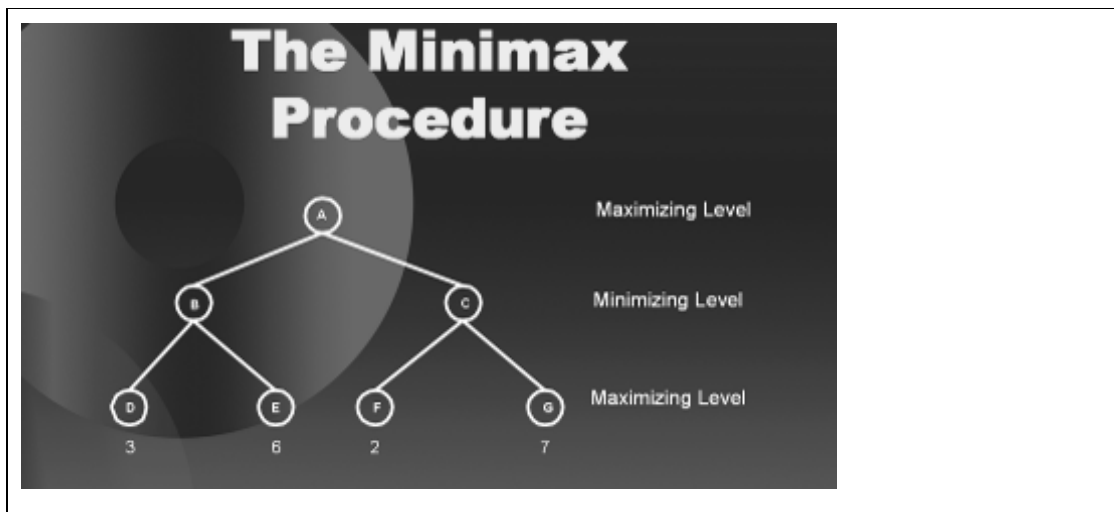 The Minimax
Procedure
A
Maximizing Level
B
C
Minimizing Level
D
E
F
G
Maximizing Level
3
6
2
7